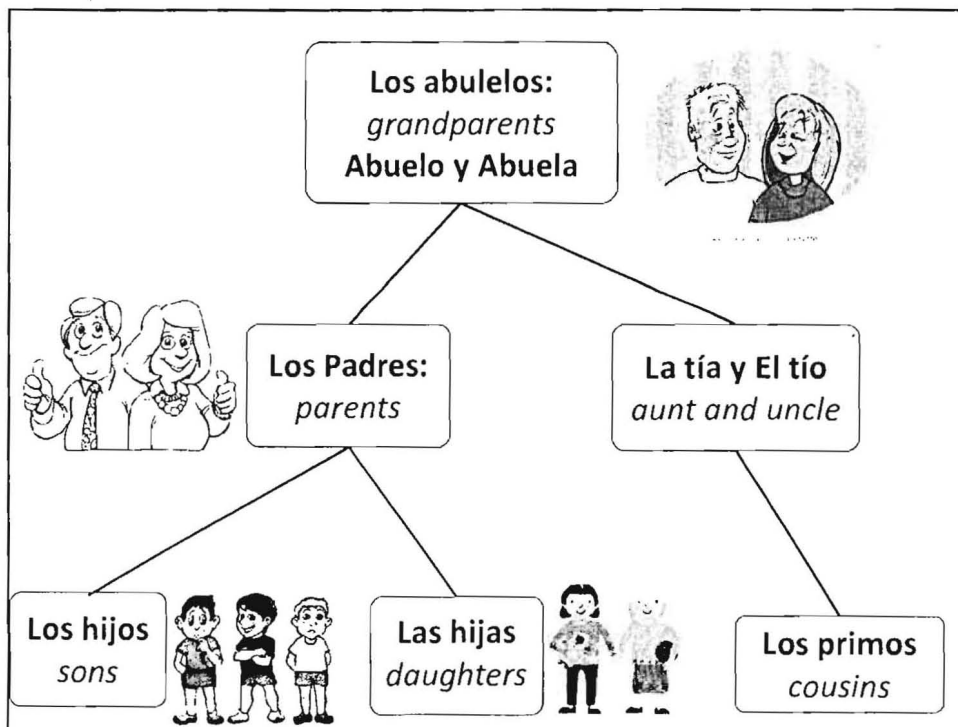 Los abulelos:
grandparents
Abuelo y Abuela
Los Padres:
parents
La tía y El tío
aunt and uncle
Los hijos
sons
Las hijas
daughters
Los primos
cousins